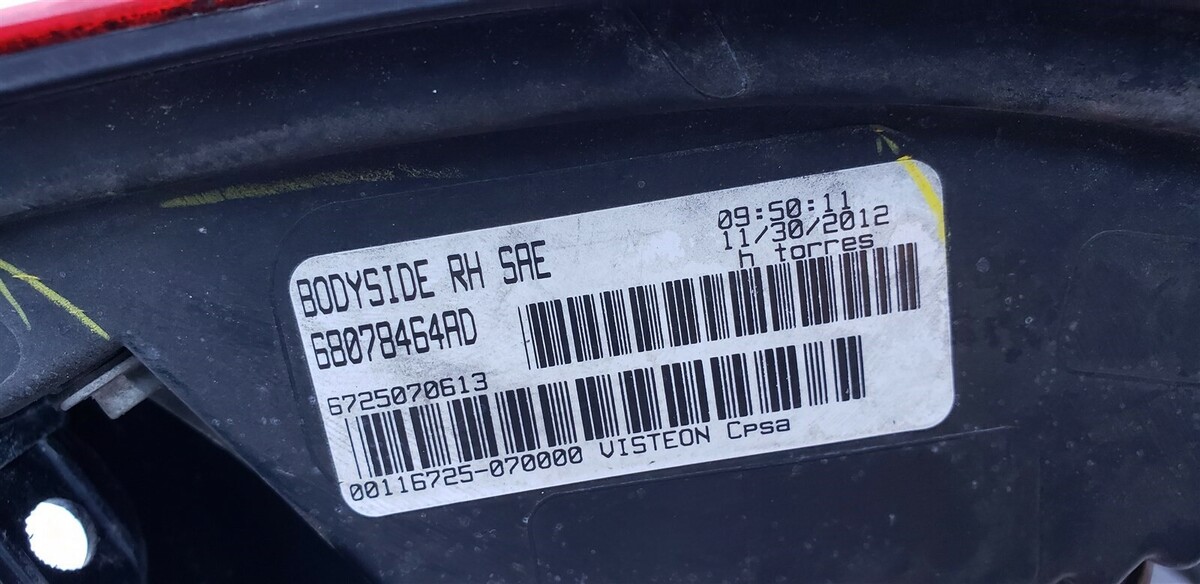 BODYSIDE RH SAE
68078464AD
09:50:11
11/30/2012
h torres
6725070613
00116725-070000 VISTEON Cpsa